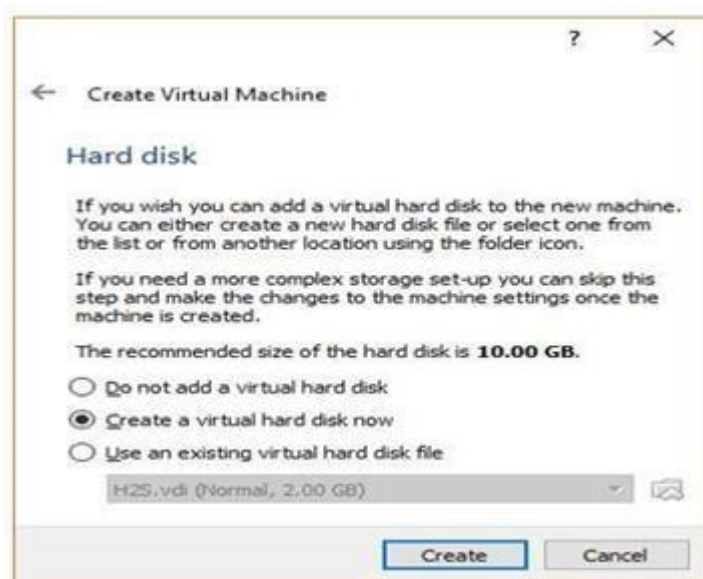 ?
Create Virtual Machine
Hard disk
If you wish you can add a virtual hard disk to the new machine.
You can either create a new hard disk file or select one from
the list or from another location using the folder icon.
If you need a more complex storage set-up you can skip this
step and make the changes to the machine settings once the
machine is created.
The recommended size of the hard disk is 10.00 GB.
Do not add a virtual hard disk
Create a virtual hard disk now
Use an existing virtual hard disk file
H2S.vdi (Normal, 2.00 GB)
Create Cancel